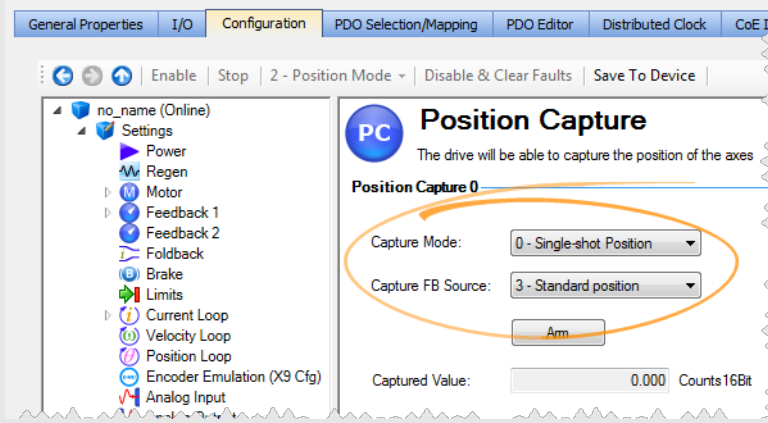 General Properties I/O Configuration PDO Selection/Mapping PDO Editor Distributed Clock CoE
Enable Stop 2 - Position Mode Disable & Clear Faults Save To Device
no_name (Online)
Settings
Power
Regen
Motor
Feedback 1
Feedback 2
Foldback
Brake
Limits
Current Loop
Velocity Loop
Position Loop
Encoder Emulation (X9 Cfg)
Analog Input
PC
Position Capture
The drive will be able to capture the position of the axes
Position Capture 0
Capture Mode: 0 - Single-shot Position
Capture FB Source: 3 - Standard position
Arm
Captured Value: 0.000 Counts16Bit